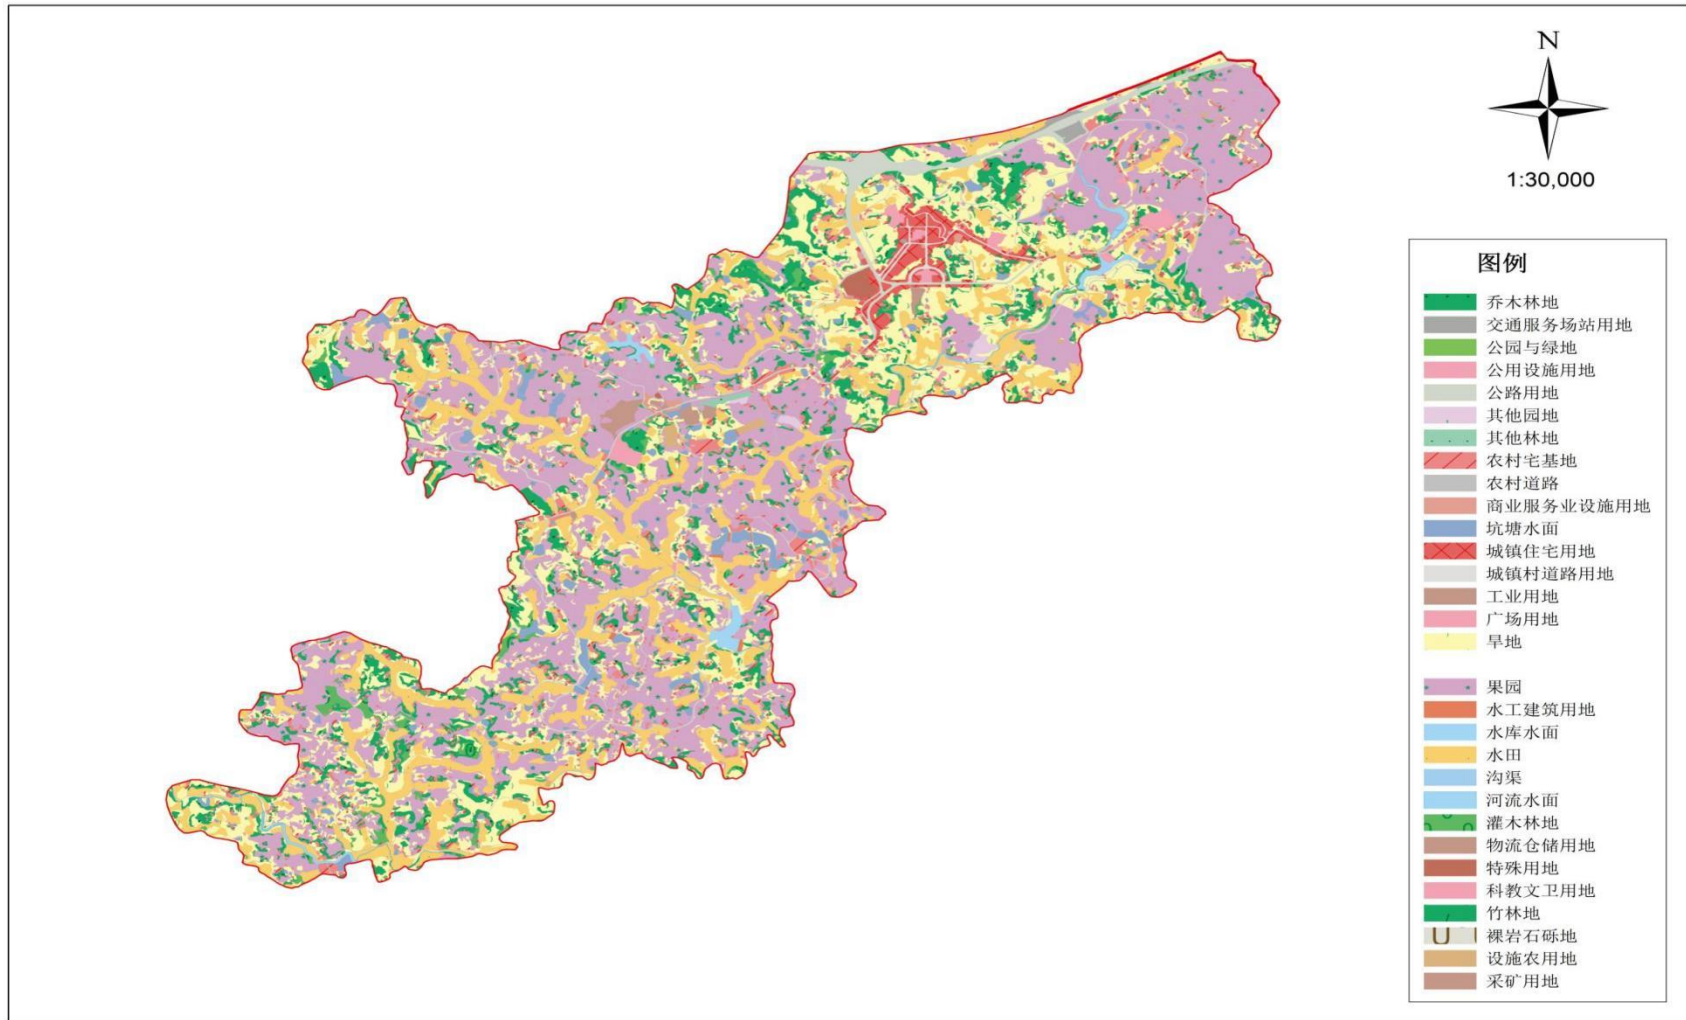 N
1:30,000
图例
乔木林地
交通服务场站用地
公园与绿地
公用设施用地
公路用地
其他园地
其他林地
农村宅基地
农村道路
商业服务业设施用地
坑塘水面
城镇住宅用地
城镇村道路用地
工业用地
广场用地
旱地
果园
水工建筑用地
水库水面
水田
沟渠
河流水面
灌木林地
物流仓储用地
特殊用地
科教文卫用地
竹林地
裸岩石砾地
设施农用地
采矿用地